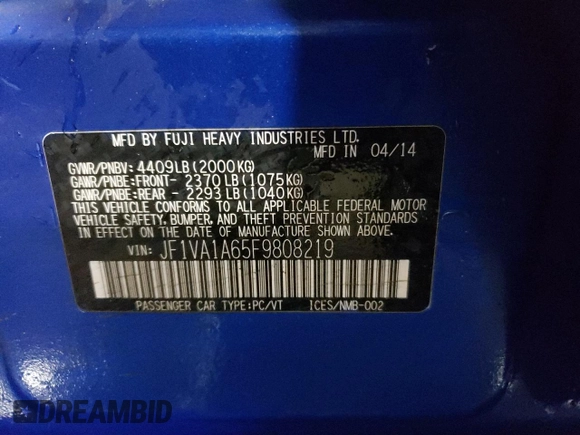 MFD BY FUJI HEAVY INDUSTRIES LTD.
MFD IN 04/14
GVWR/PNBV: 4409LB(2000KG)
GAWR/PNBE:FRONT- 2370LB(1075KG)
GAWR/PNBE:REAR - 2293LB(1040KG)
THIS VEHICLE CONFORMS TO ALL APPLICABLE FEDERAL MOTOR
VEHICLE SAFETY, BUMPER, AND THEFT PREVENTION STANDARDS
IN EFFECT ON THE DATE OF MANUFACTURE SHOWN ABOVE.
VIN: JF1VA1A65F9808219
PASSENGER CAR TYPE:PC/VT ICES/NMB-002
DREAMBID